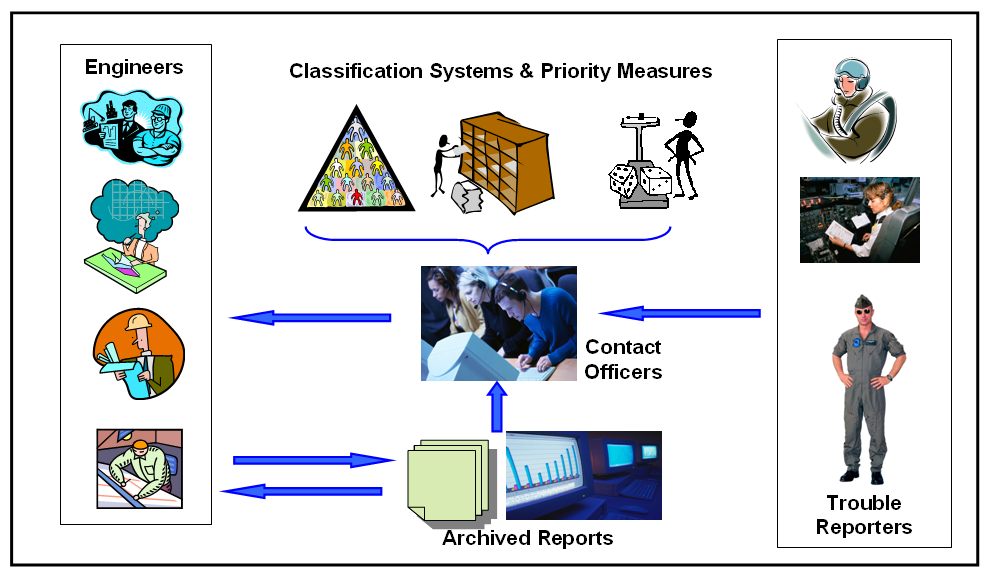 Engineers
Classification Systems & Priority Measures
Contact
Officers
Trouble
Reporters
Archived Reports